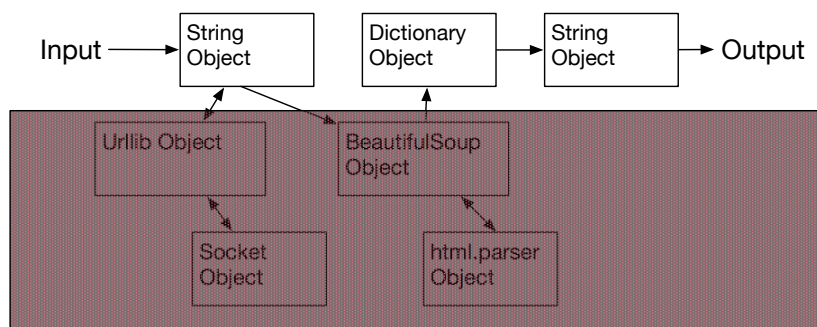 Input
String
Object
Dictionary
Object
String
Object
Output
Urllib Object
BeautifulSoup
Object
Socket
Object
html.parser
Object